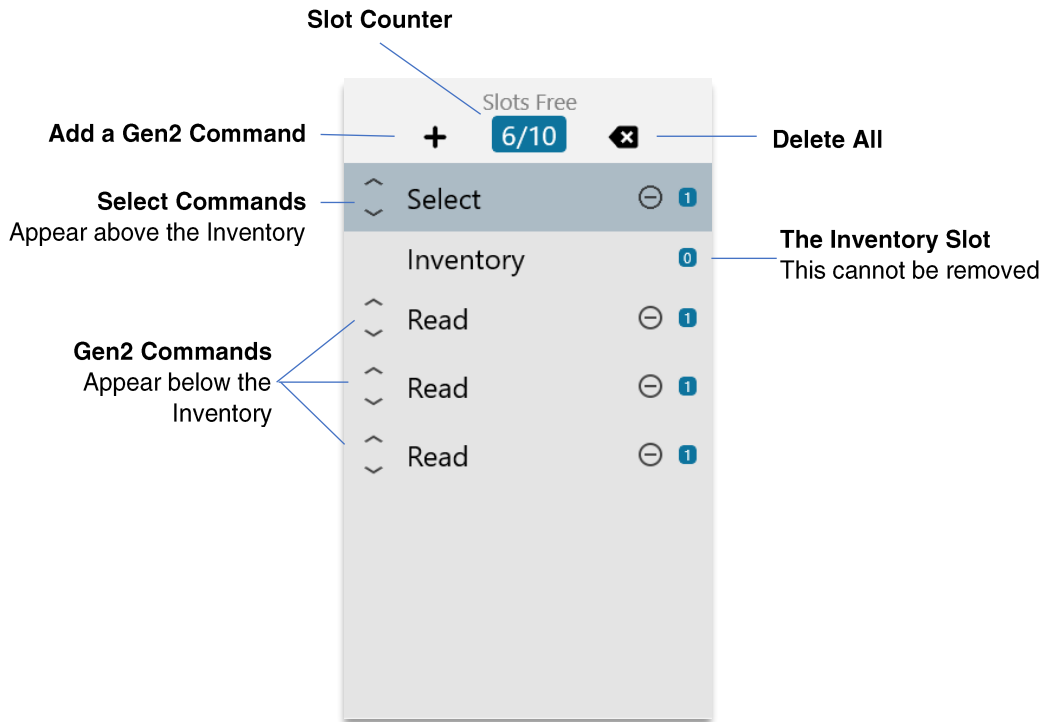 Slot Counter
Slots Free
Add a Gen2 Command
6/10
Delete All
Select Commands
Appear above the Inventory
Select
1
Inventory
0
The Inventory Slot
This cannot be removed
Read
1
Gen2 Commands
Appear below the
Inventory
Read
1
Read
1